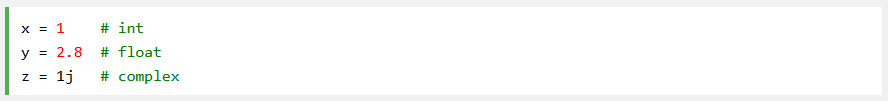 x = 1    # int
y = 2.8  # float
z = 1j   # complex